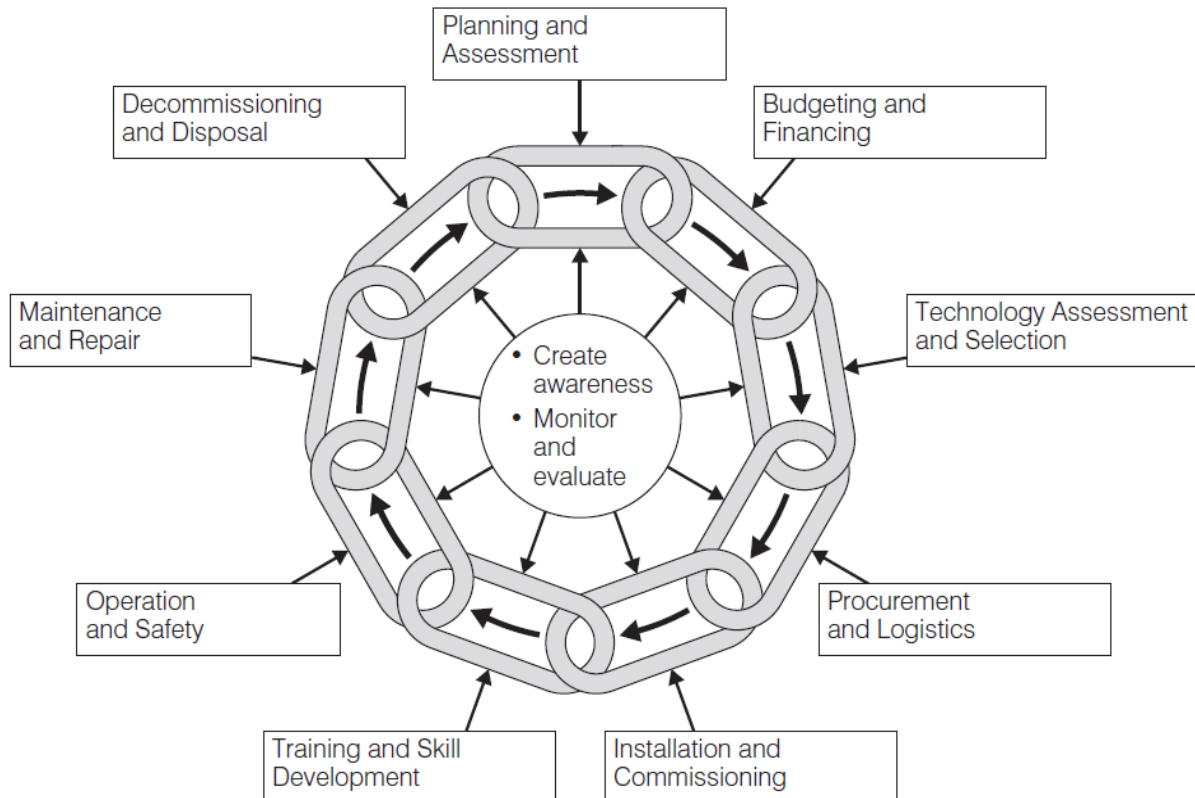 Planning and
Assessment
Budgeting and
Financing
Technology Assessment
and Selection
Procurement
and Logistics
Installation and
Commissioning
Training and Skill
Development
Operation
and Safety
Maintenance
and Repair
Decommissioning
and Disposal
• Create
awareness
• Monitor
and
evaluate